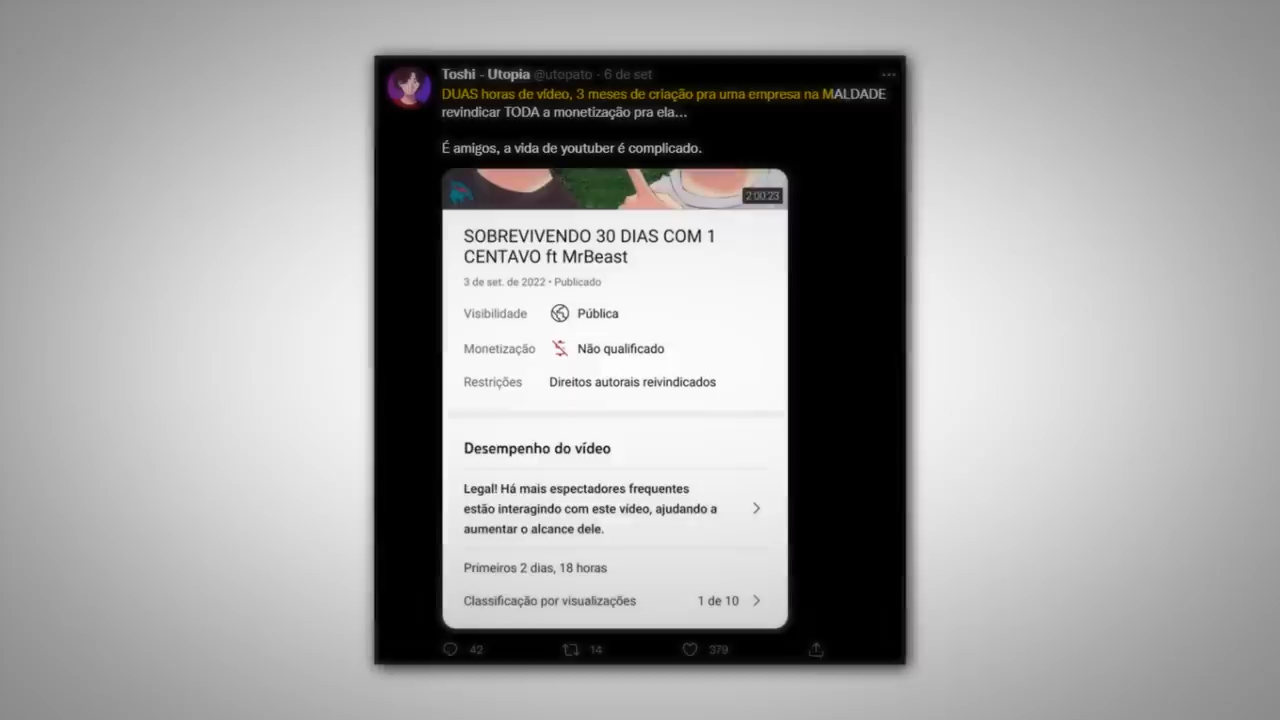 Toshi - Utopia @utopato · 6 de set
DUAS horas de vídeo, 3 meses de criação pra uma empresa na MALDADE
revindicar TODA a monetização pra ela...
É amigos, a vida de youtuber é complicado.
2:00:23
SOBREVIVENDO 30 DIAS COM 1
CENTAVO ft MrBeast
3 de set. de 2022 • Publicado
Visibilidade Pública
Monetização Não qualificado
Restrições Direitos autorais reivindicados
Desempenho do vídeo
Legal! Há mais espectadores frequentes
estão interagindo com este vídeo, ajudando a
aumentar o alcance dele.
Primeiros 2 dias, 18 horas
Classificação por visualizações 1 de 10
42 14 379